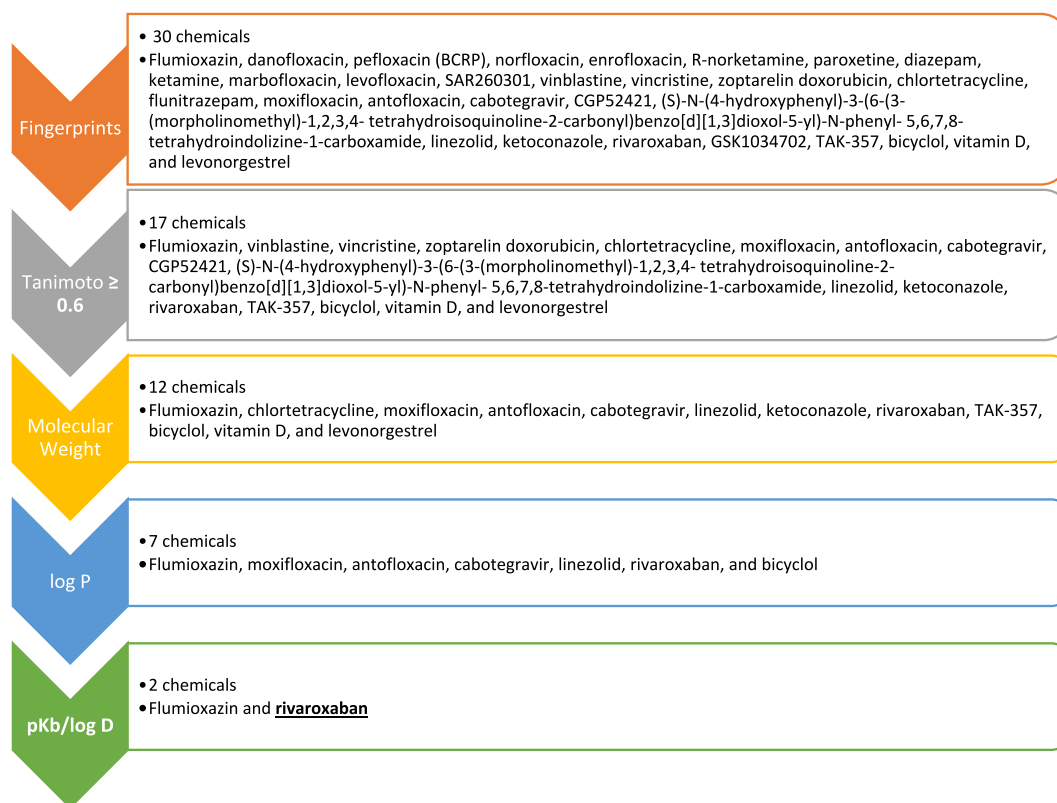 Fingerprints
• 30 chemicals
•Flumioxazin, danofloxacin, pefloxacin (BCRP), norfloxacin, enrofloxacin, R-norketamine, paroxetine, diazepam,
ketamine, marbofloxacin, levofloxacin, SAR260301, vinblastine, vincristine, zoptarelin doxorubicin, chlortetracycline,
flunitrazepam, moxifloxacin, antofloxacin, cabotegravir, CGP52421, (S)-N-(4-hydroxyphenyl)-3-(6-(3-
(morpholinomethyl)-1,2,3,4- tetrahydroisoquinoline-2-carbonyl)benzo[d][1,3]dioxol-5-yl)-N-phenyl- 5,6,7,8-
tetrahydroindolizine-1-carboxamide, linezolid, ketoconazole, rivaroxaban, GSK1034702, TAK-357, bicyclol, vitamin D,
and levonorgestrel
Tanimoto ≥
0.6
•17 chemicals
•Flumioxazin, vinblastine, vincristine, zoptarelin doxorubicin, chlortetracycline, moxifloxacin, antofloxacin, cabotegravir,
CGP52421, (S)-N-(4-hydroxyphenyl)-3-(6-(3-(morpholinomethyl)-1,2,3,4- tetrahydroisoquinoline-2-
carbonyl)benzo[d][1,3]dioxol-5-yl)-N-phenyl- 5,6,7,8-tetrahydroindolizine-1-carboxamide, linezolid, ketoconazole,
rivaroxaban, TAK-357, bicyclol, vitamin D, and levonorgestrel
Molecular
Weight
•12 chemicals
•Flumioxazin, chlortetracycline, moxifloxacin, antofloxacin, cabotegravir, linezolid, ketoconazole, rivaroxaban, TAK-357,
bicyclol, vitamin D, and levonorgestrel
log P
•7 chemicals
•Flumioxazin, moxifloxacin, antofloxacin, cabotegravir, linezolid, rivaroxaban, and bicyclol
pKb/log D
•2 chemicals
•Flumioxazin and rivaroxaban